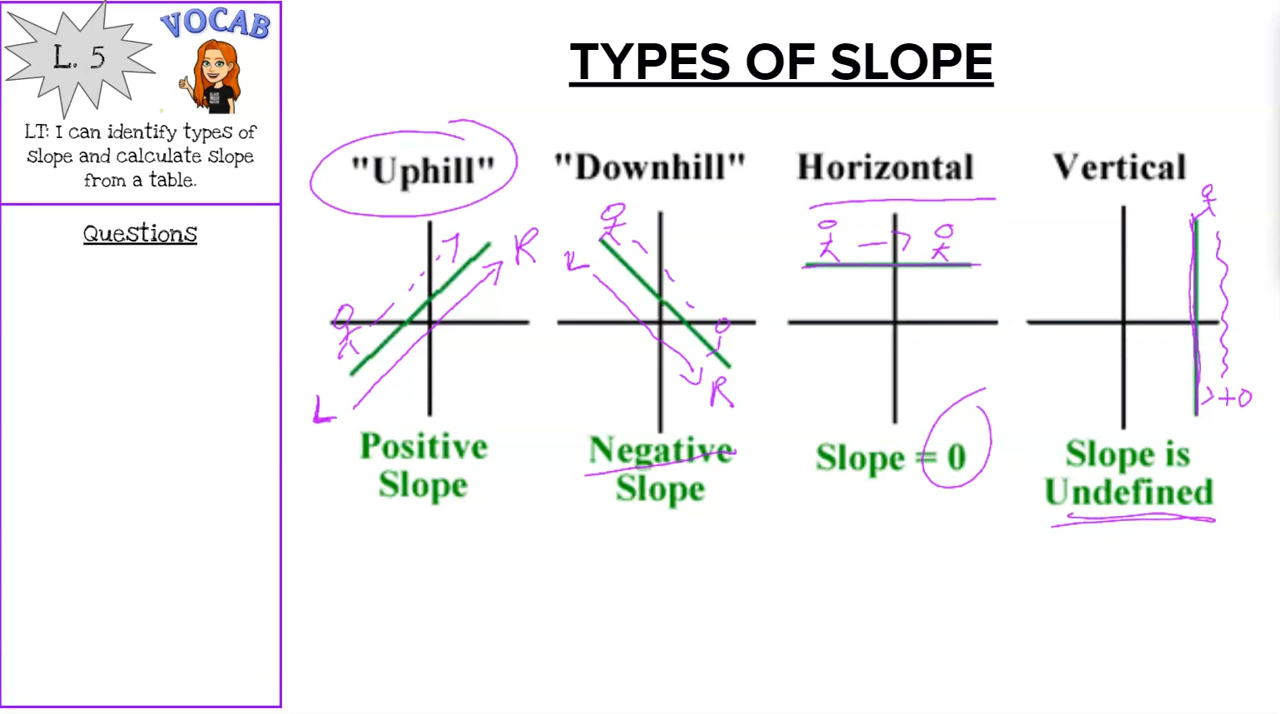 L. 5
VOCAB
LT: I can identify types of
slope and calculate slope
from a table.
Questions
TYPES OF SLOPE
"Uphill"
L
R
Positive
Slope
"Downhill"
L
R
Negative
Slope
Horizontal
Slope = 0
Vertical
Slope is
Undefined